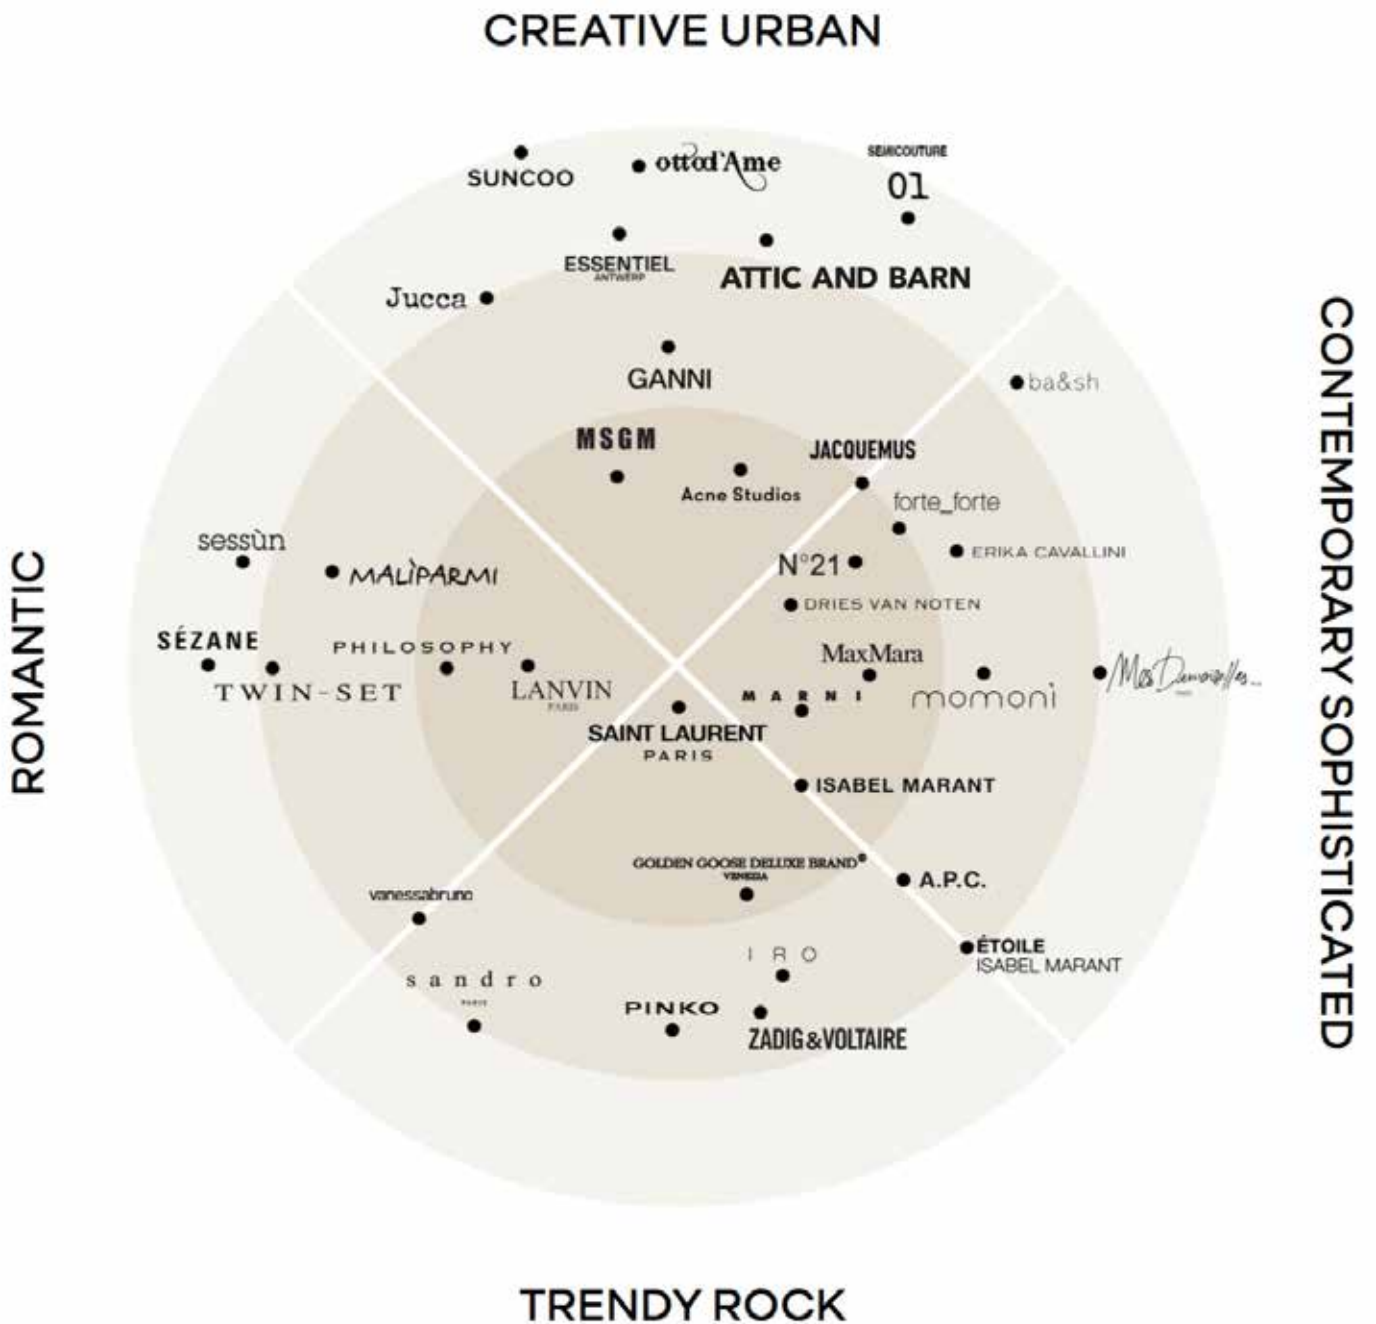 CREATIVE URBAN
SUNCOO
ottod'Ame
SEMICOUTURE
01
ESSENTIEL
ANTWERP
ATTIC AND BARN
Jucca
GANNI
ba&sh
MSGM
JACQUEMUS
Acne Studios
forte_forte
sessùn
MALÌPARMI
N°21
ERIKA CAVALLINI
DRIES VAN NOTEN
SÉZANE
PHILOSOPHY
MaxMara
TWIN-SET
LANVIN
PARIS
MARNI
momonì
Mes Demoiselles...
PARIS
SAINT LAURENT
PARIS
ISABEL MARANT
GOLDEN GOOSE DELUXE BRAND®
VENEZIA
A.P.C.
vanessabruno
ÉTOILE
ISABEL MARANT
IRO
sandro
PARIS
PINKO
ZADIG&VOLTAIRE
ROMANTIC
CONTEMPORARY SOPHISTICATED
TRENDY ROCK